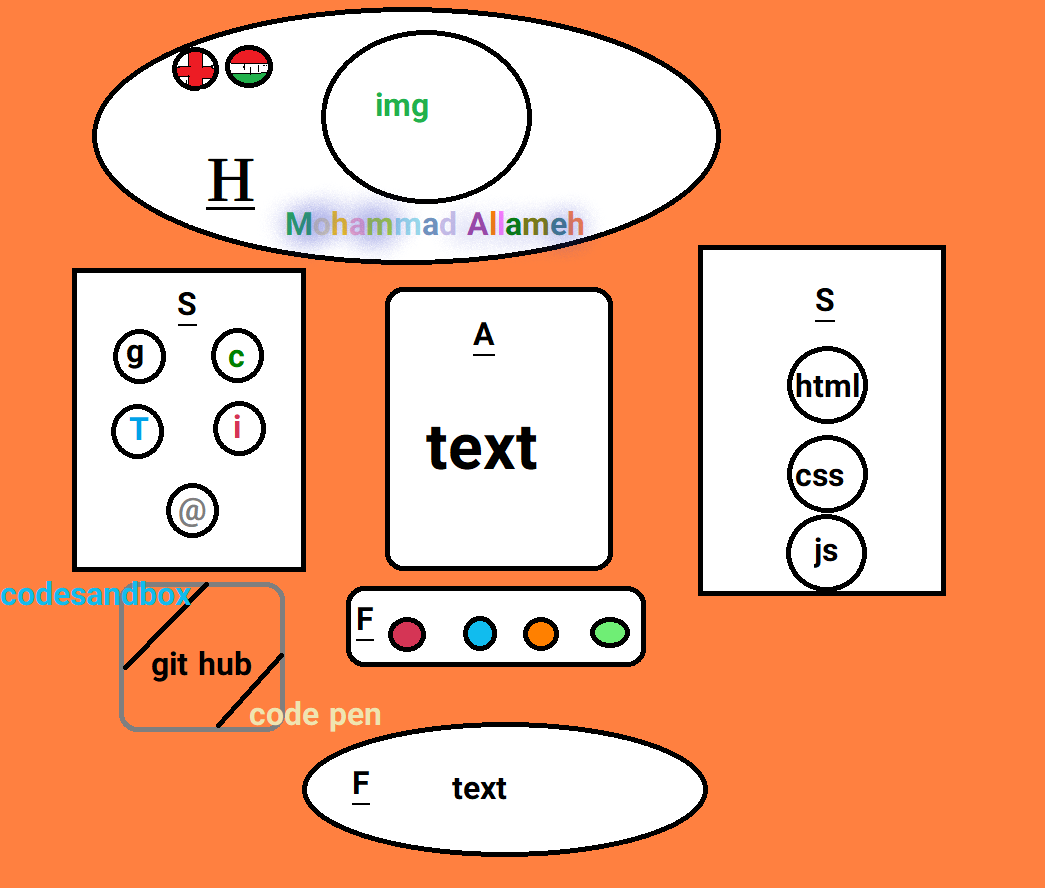 img
H
Mohammad Allameh
S
g c
T i
@
A
text
S
html
css
js
codesandbox
git hub
code pen
F
F text